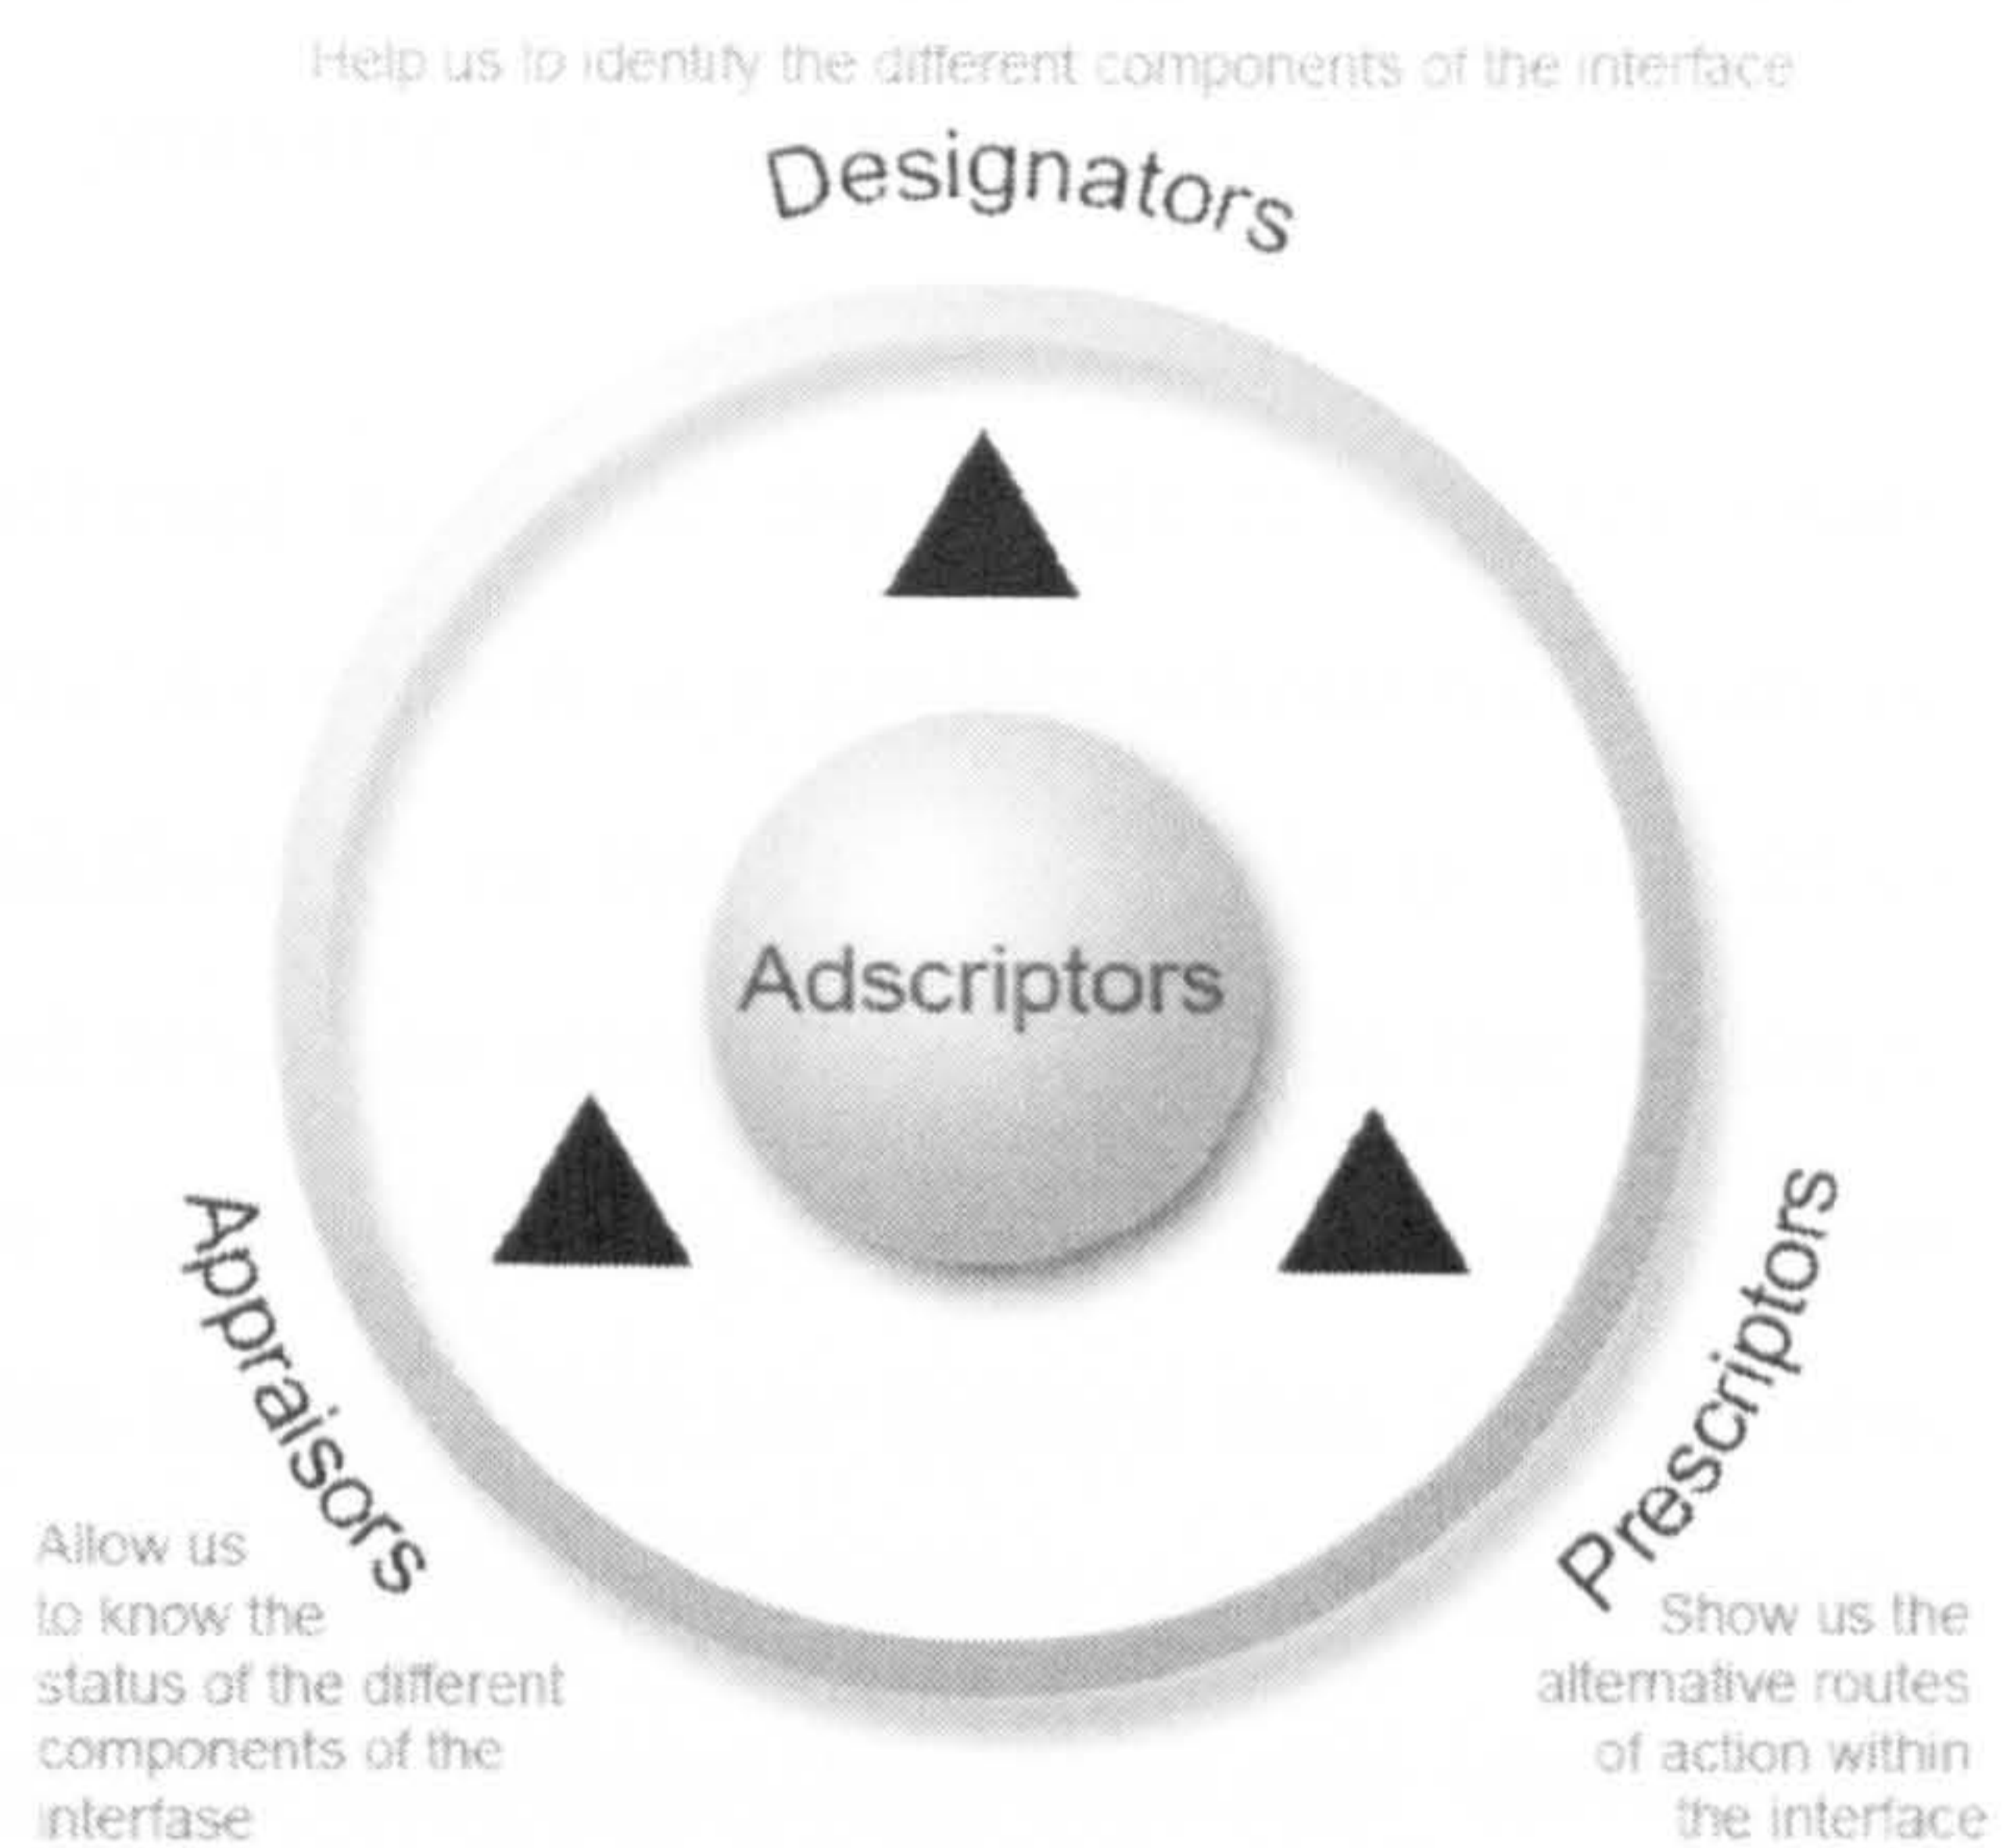 Help us to identify the different components of the interface
Designators
Adscriptors
Appraisors
Allow us
to know the
status of the different
components of the
interfase
Prescriptors
Show us the
alternative routes
of action within
the interface